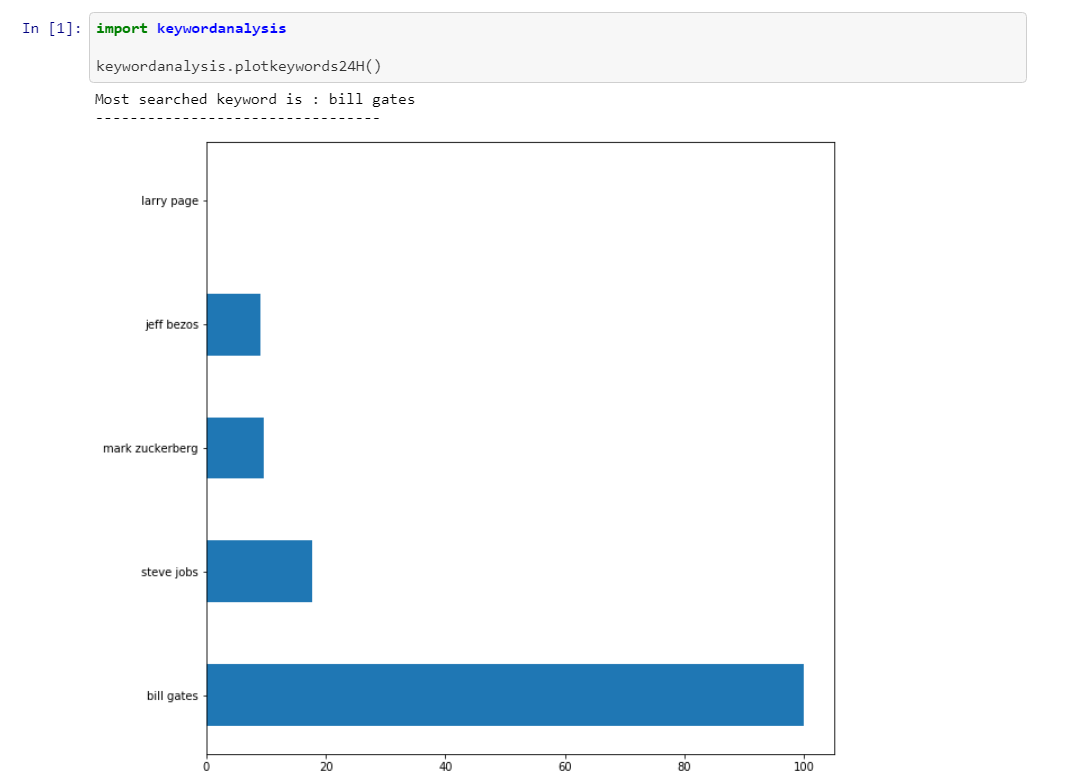 In [1]: import keywordanalysis
keywordanalysis.plotkeywords24H()
Most searched keyword is : bill gates
---------------------------------
larry page
jeff bezos
mark zuckerberg
steve jobs
bill gates
0 20 40 60 80 100